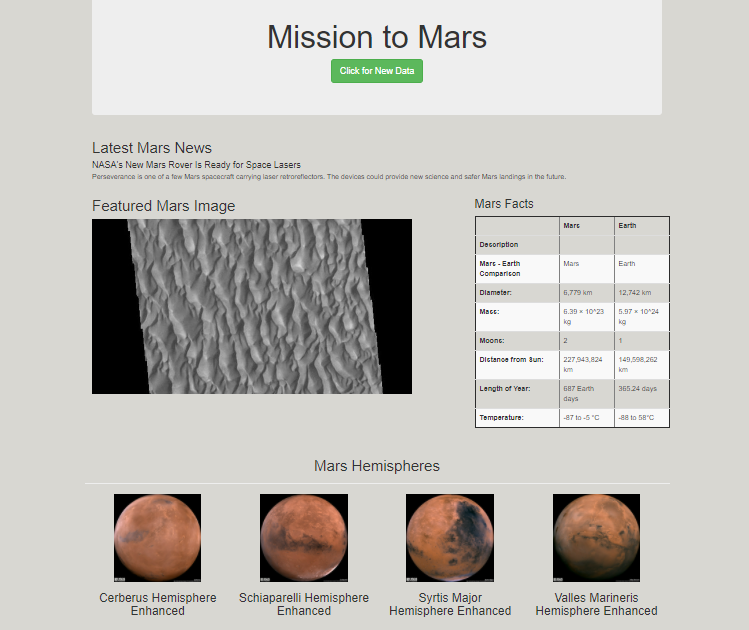 Mission to Mars
Click for New Data
Latest Mars News
NASA's New Mars Rover Is Ready for Space Lasers
Perseverance is one of a few Mars spacecraft carrying laser retroreflectors. The devices could provide new science and safer Mars landings in the future.
Featured Mars Image
Mars Facts
Mars Earth
Description
Mars - Earth
Comparison
Mars Earth
Diameter: 6,779 km 12,742 km
Mass: 6.39 × 10^23
kg
5.97 × 10^24
kg
Moons: 2 1
Distance from Sun: 227,943,824
km
149,598,262
km
Length of Year: 687 Earth
days
365.24 days
Temperature: -87 to -5 °C -88 to 58°C
Mars Hemispheres
Cerberus Hemisphere
Enhanced
Schiaparelli Hemisphere
Enhanced
Syrtis Major
Hemisphere Enhanced
Valles Marineris
Hemisphere Enhanced